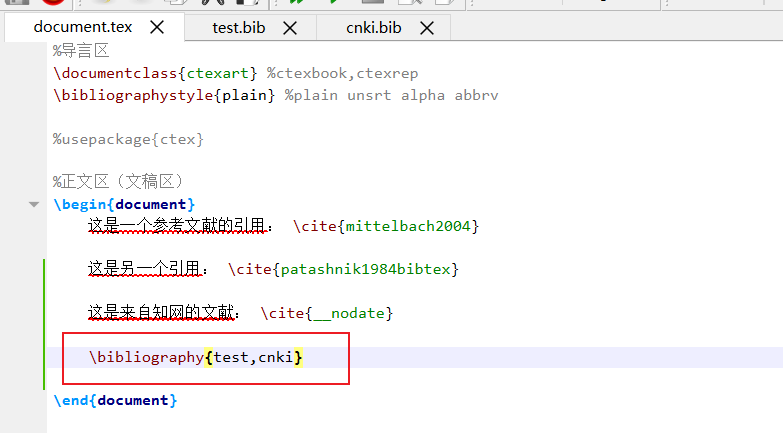 document.tex test.bib cnki.bib
%导言区
\documentclass{ctexart} %ctexbook,ctexrep
\bibliographystyle{plain} %plain unsrt alpha abbrv
%usepackage{ctex}
%正文区（文稿区）
\begin{document}
这是一个参考文献的引用： \cite{mittelbach2004}
这是另一个引用： \cite{patashnik1984bibtex}
这是来自知网的文献： \cite{__nodate}
\bibliography{test,cnki}
\end{document}